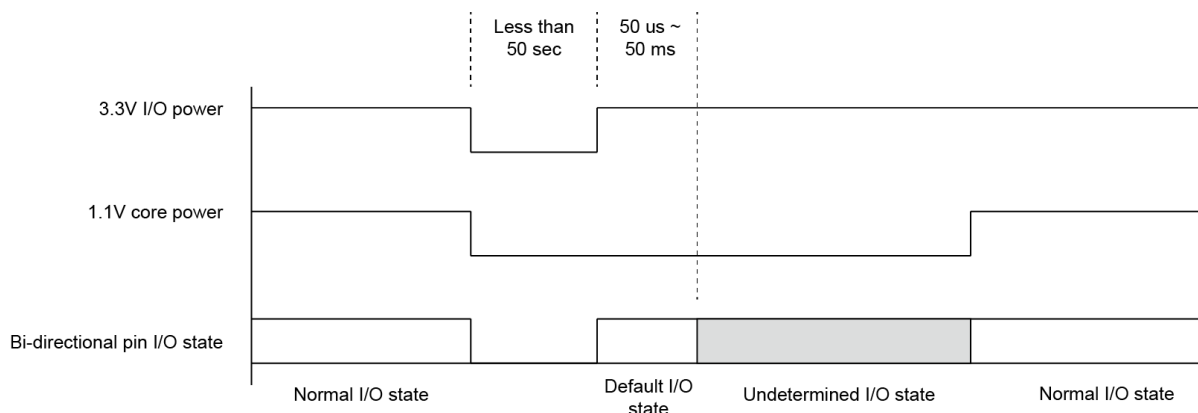 Less than
50 sec
50 us ~
50 ms
3.3V I/O power
1.1V core power
Bi-directional pin I/O state
Normal I/O state
Default I/O
state
Undetermined I/O state
Normal I/O state